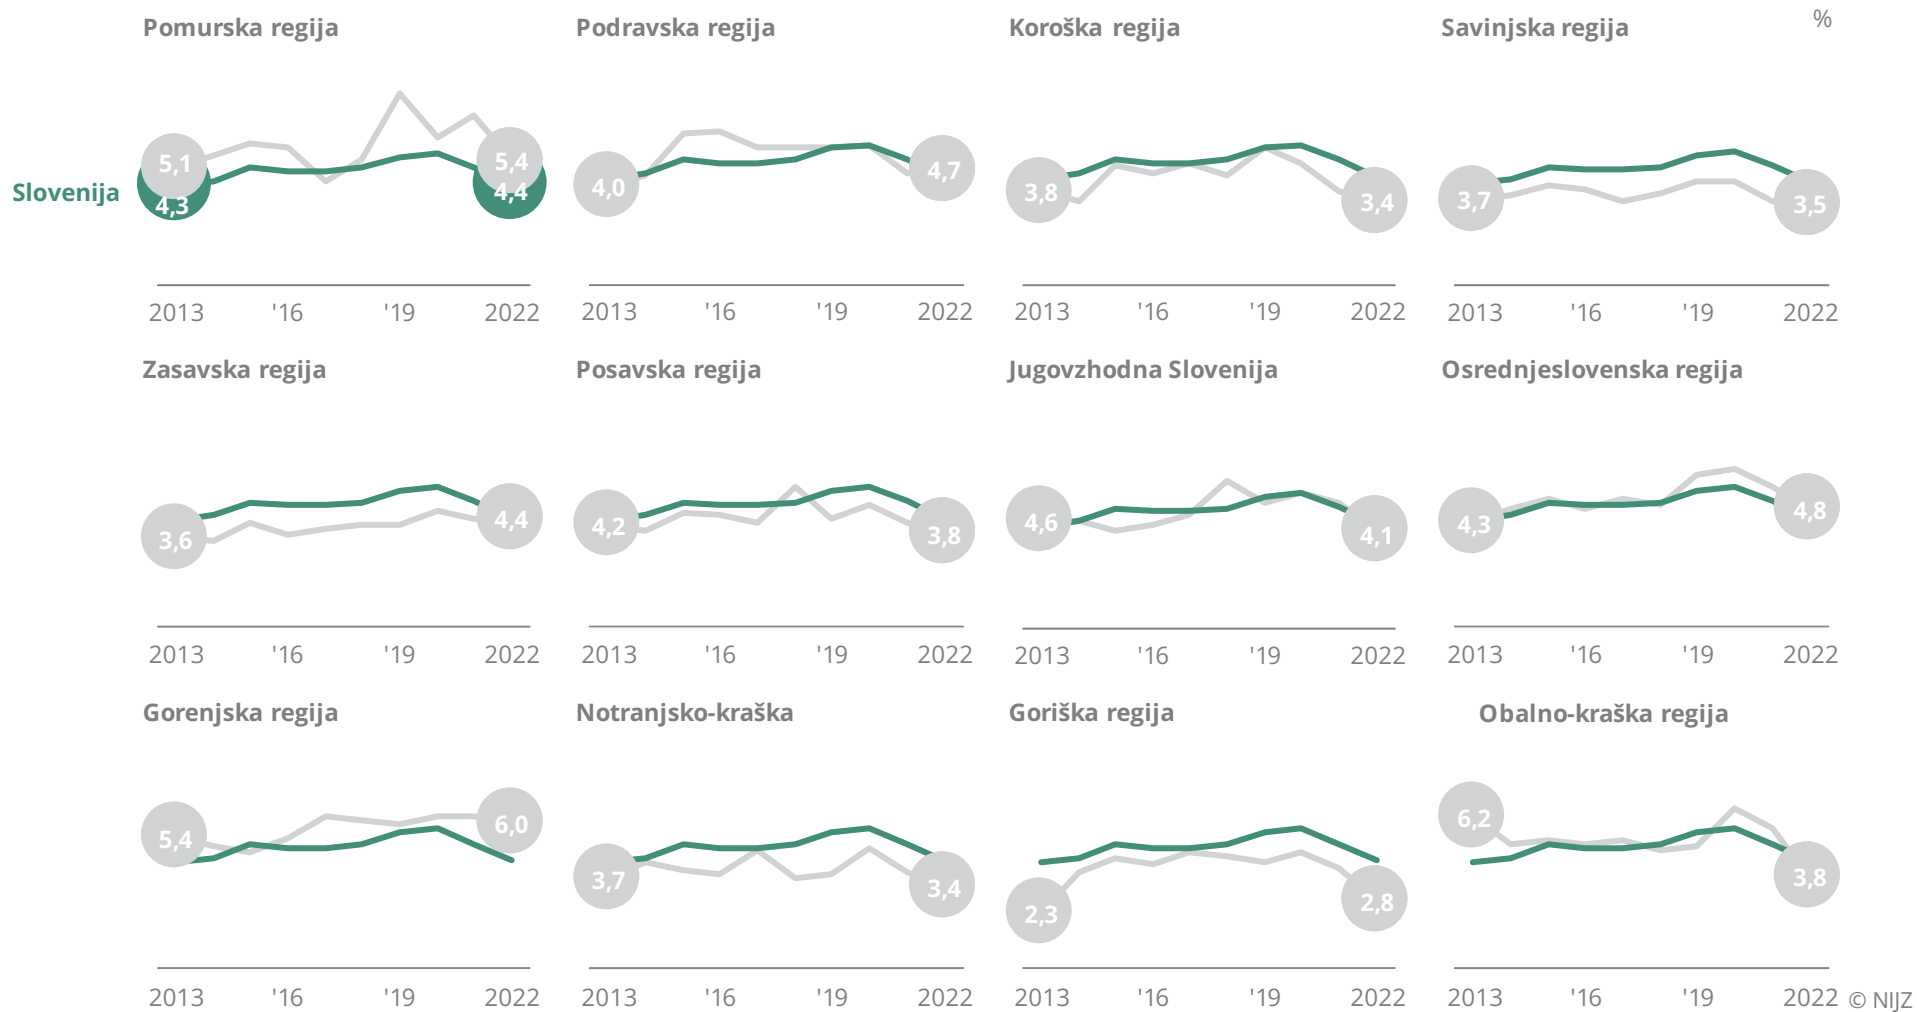 Pomurska regija
Podravska regija
Koroška regija
Savinjska regija
%
5,1
5,4
Slovenija
4,3
4,4
4,0
4,7
3,8
3,4
3,7
3,5
2013 '16 '19 2022
2013 '16 '19 2022
2013 '16 '19 2022
2013 '16 '19 2022
Zasavska regija
Posavska regija
Jugovzhodna Slovenija
Osrednjeslovenska regija
3,6
4,4
4,2
3,8
4,6
4,1
4,3
4,8
2013 '16 '19 2022
2013 '16 '19 2022
2013 '16 '19 2022
2013 '16 '19 2022
Gorenjska regija
Notranjsko-kraška
Goriška regija
Obalno-kraška regija
5,4
6,0
3,7
3,4
2,3
2,8
6,2
3,8
2013 '16 '19 2022
2013 '16 '19 2022
2013 '16 '19 2022
2013 '16 '19 2022
© NIJZ